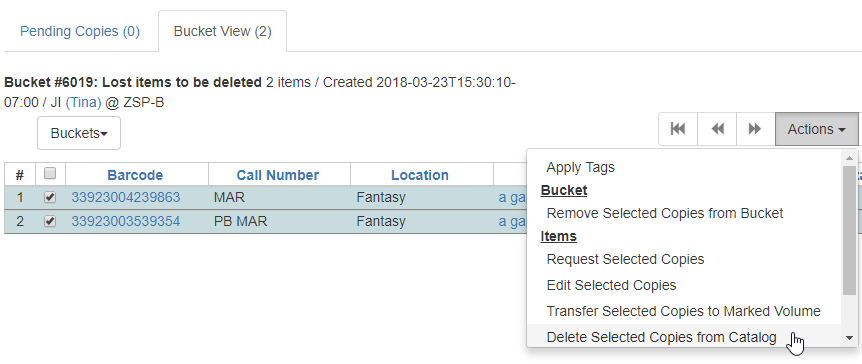 Pending Copies (0) Bucket View (2)
Bucket #6019: Lost items to be deleted 2 items / Created 2018-03-23T15:30:10-
07:00 / JI (Tina) @ ZSP-B
Buckets
Actions
# Barcode Call Number Location
1 33923004239863 MAR Fantasy a ga
2 33923003539354 PB MAR Fantasy a ga
Apply Tags
Bucket
Remove Selected Copies from Bucket
Items
Request Selected Copies
Edit Selected Copies
Transfer Selected Copies to Marked Volume
Delete Selected Copies from Catalog